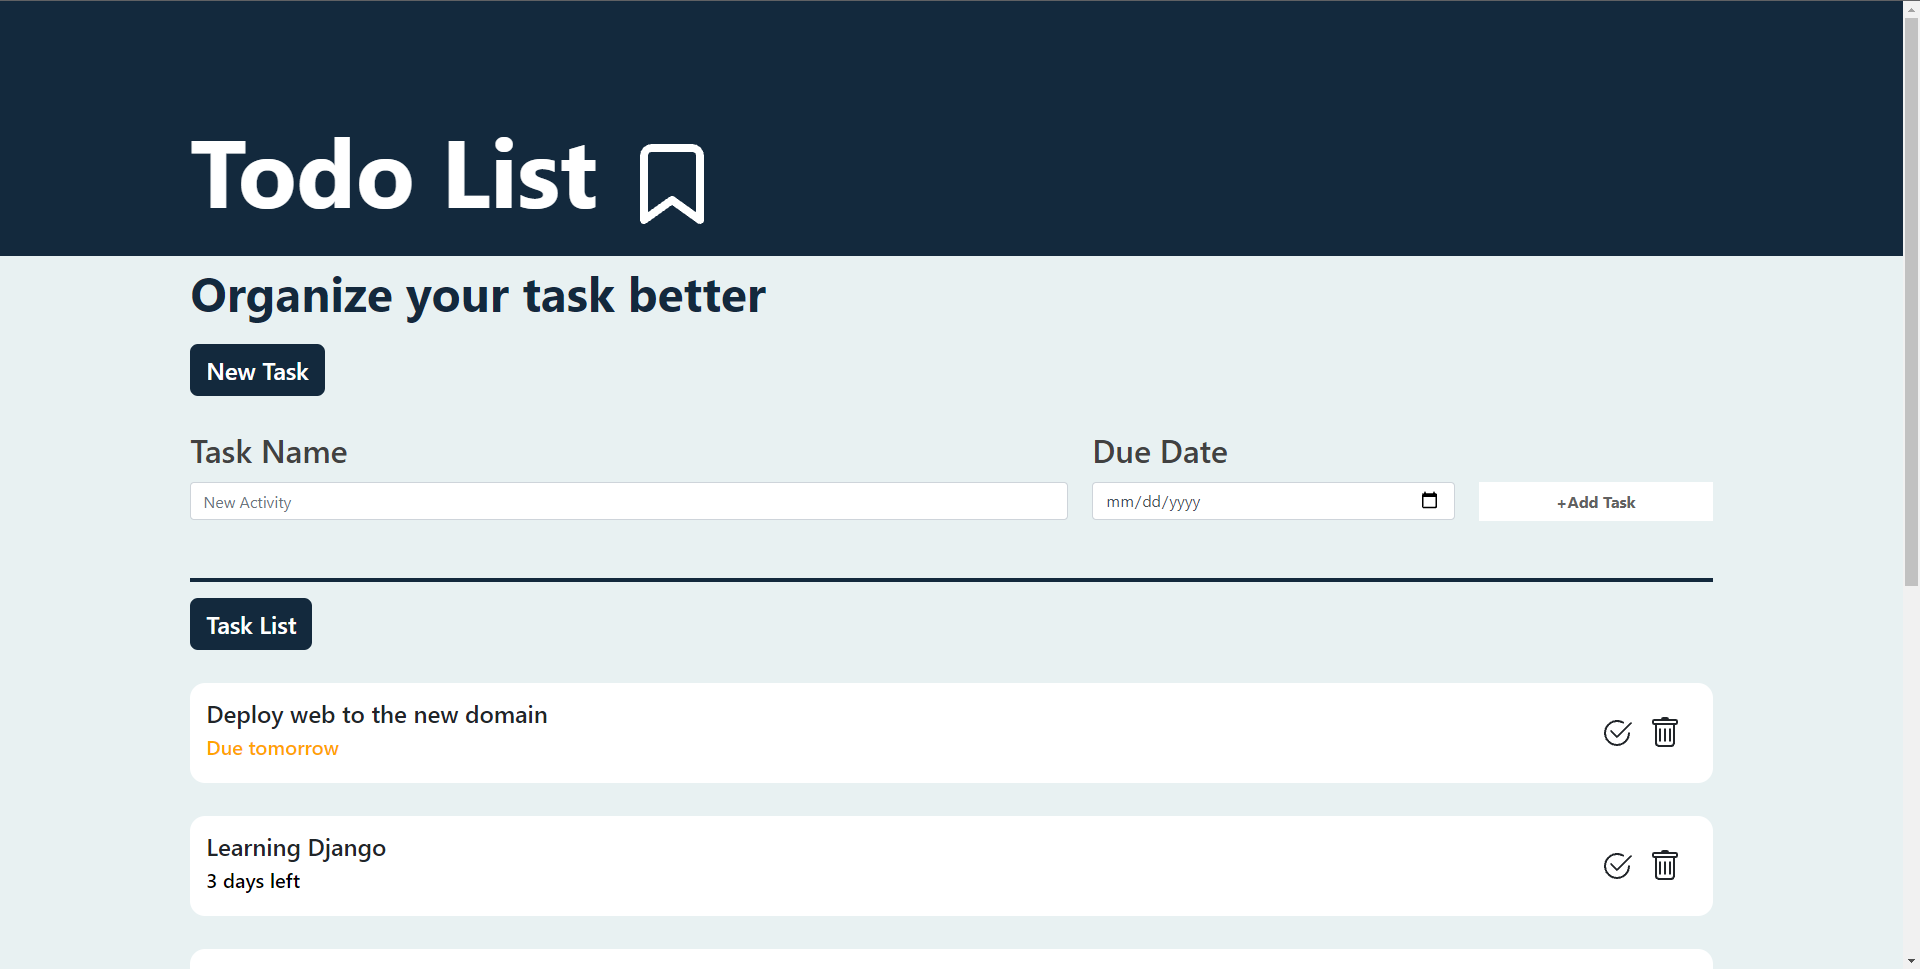 Todo List
Organize your task better
New Task
Task Name
Due Date
New Activity
mm/dd/yyyy
+Add Task
Task List
Deploy web to the new domain
Due tomorrow
Learning Django
3 days left